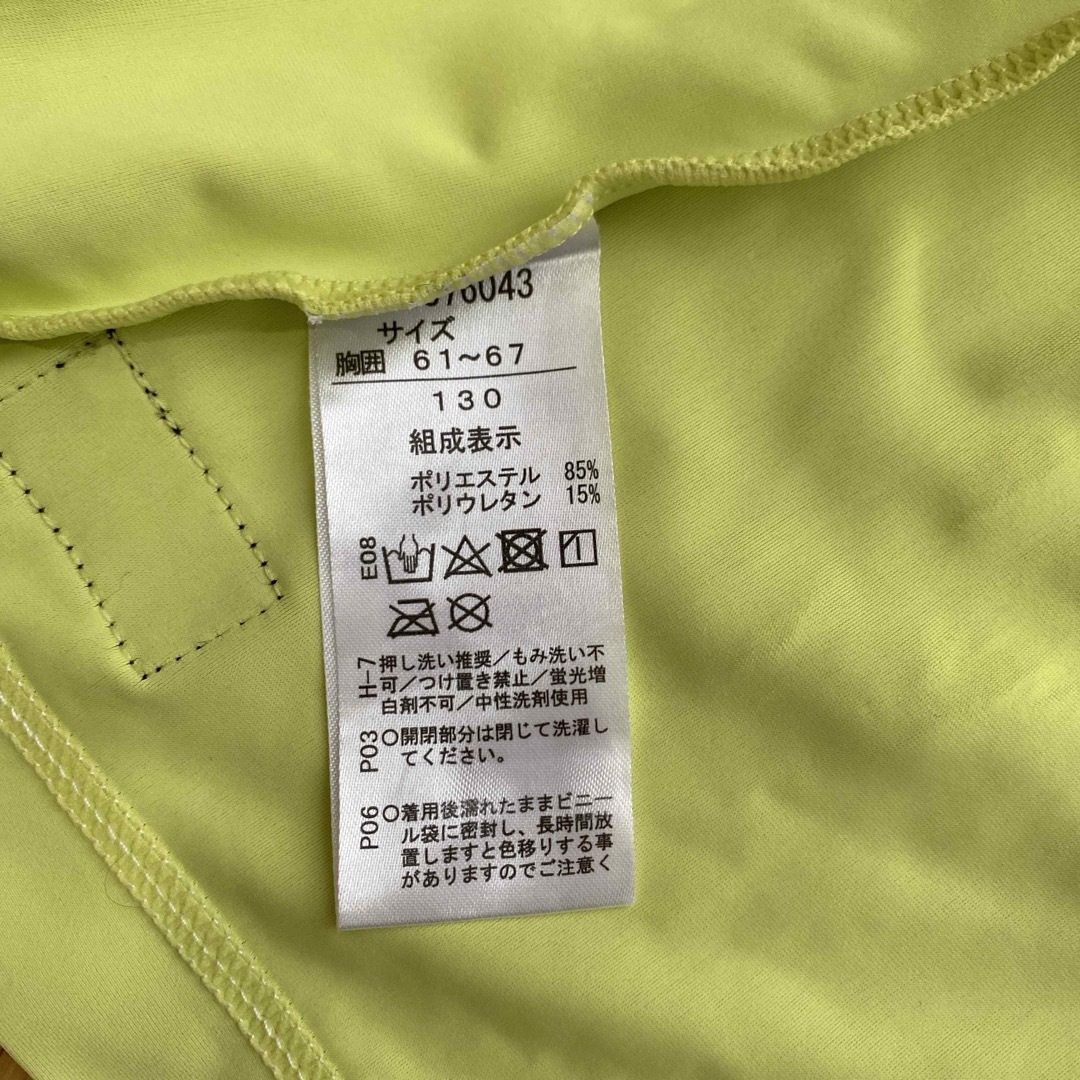 76043
サイズ
胸囲 61～67
130
組成表示
ポリエステル 85%
ポリウレタン 15%
E08
H-7 押し洗い推奨／もみ洗い不
可／つけ置き禁止／蛍光増
白剤不可／中性洗剤使用
P03 ○開閉部分は閉じて洗濯し
てください。
P06 ○着用後濡れたままビニー
ル袋に密封し、長時間放
置しますと色移りする事
がありますのでご注意く